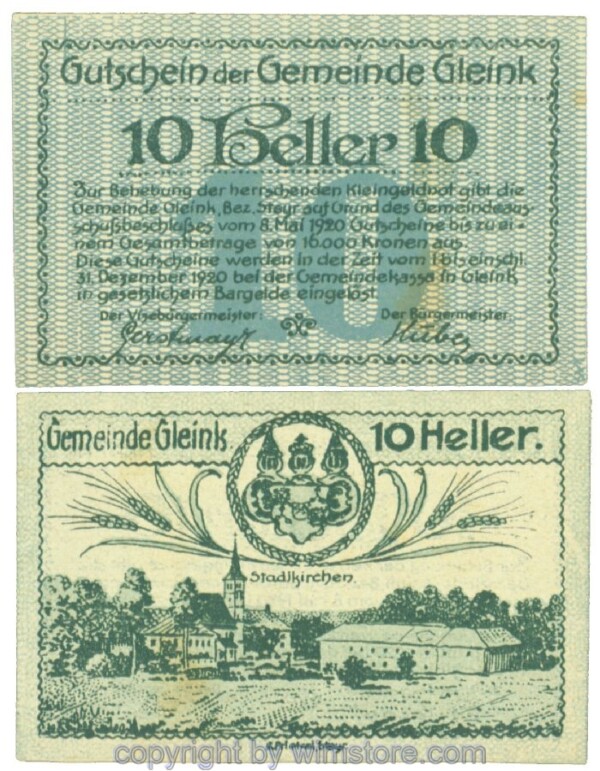 Gutschein der Gemeinde Gleink
10 Heller 10
Zur Behebung der herrschenden Kleingeldnot gibt die
Gemeinde Gleink, Bez. Steyr auf Grund des Gemeindeaus-
schußbeschlußes vom 8. Mai 1920 Gutscheine bis zu ei-
nem Gesamtbetrage von 16.000 Kronen aus.
Diese Gutscheine werden in der Zeit vom 1. bis einschl.
31. Dezember 1920 bei der Gemeindekassa in Gleink
in gesetzlichem Bargelde eingelöst.
Der Vizebürgermeister: Der Bürgermeister:
Gerstmayr Huber
Gemeinde Gleink. 10 Heller.
Stadlkirchen.
copyright by wimstore.com